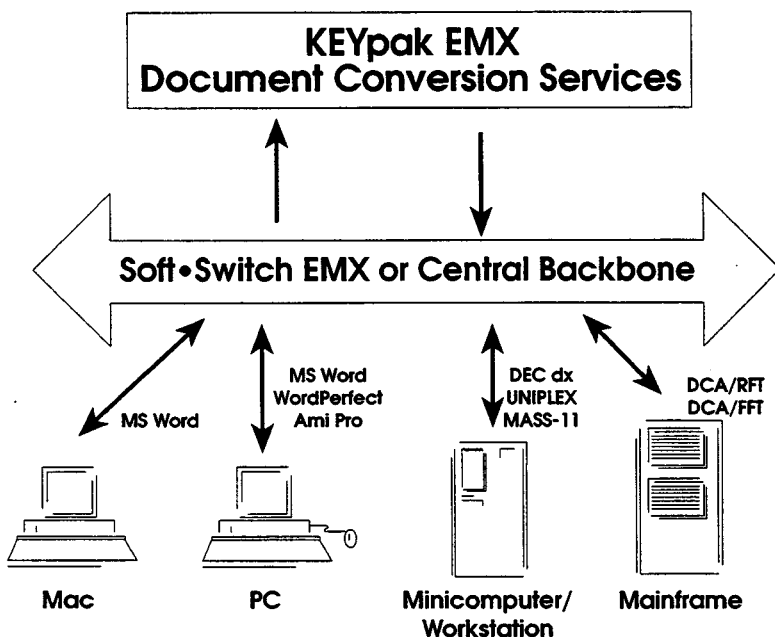 KEYpak EMX
Document Conversion Services
Soft•Switch EMX or Central Backbone
MS Word
MS Word
WordPerfect
Ami Pro
DEC dx
UNIPLEX
MASS-11
DCA/RFT
DCA/FFT
Mac
PC
Minicomputer/
Workstation
Mainframe